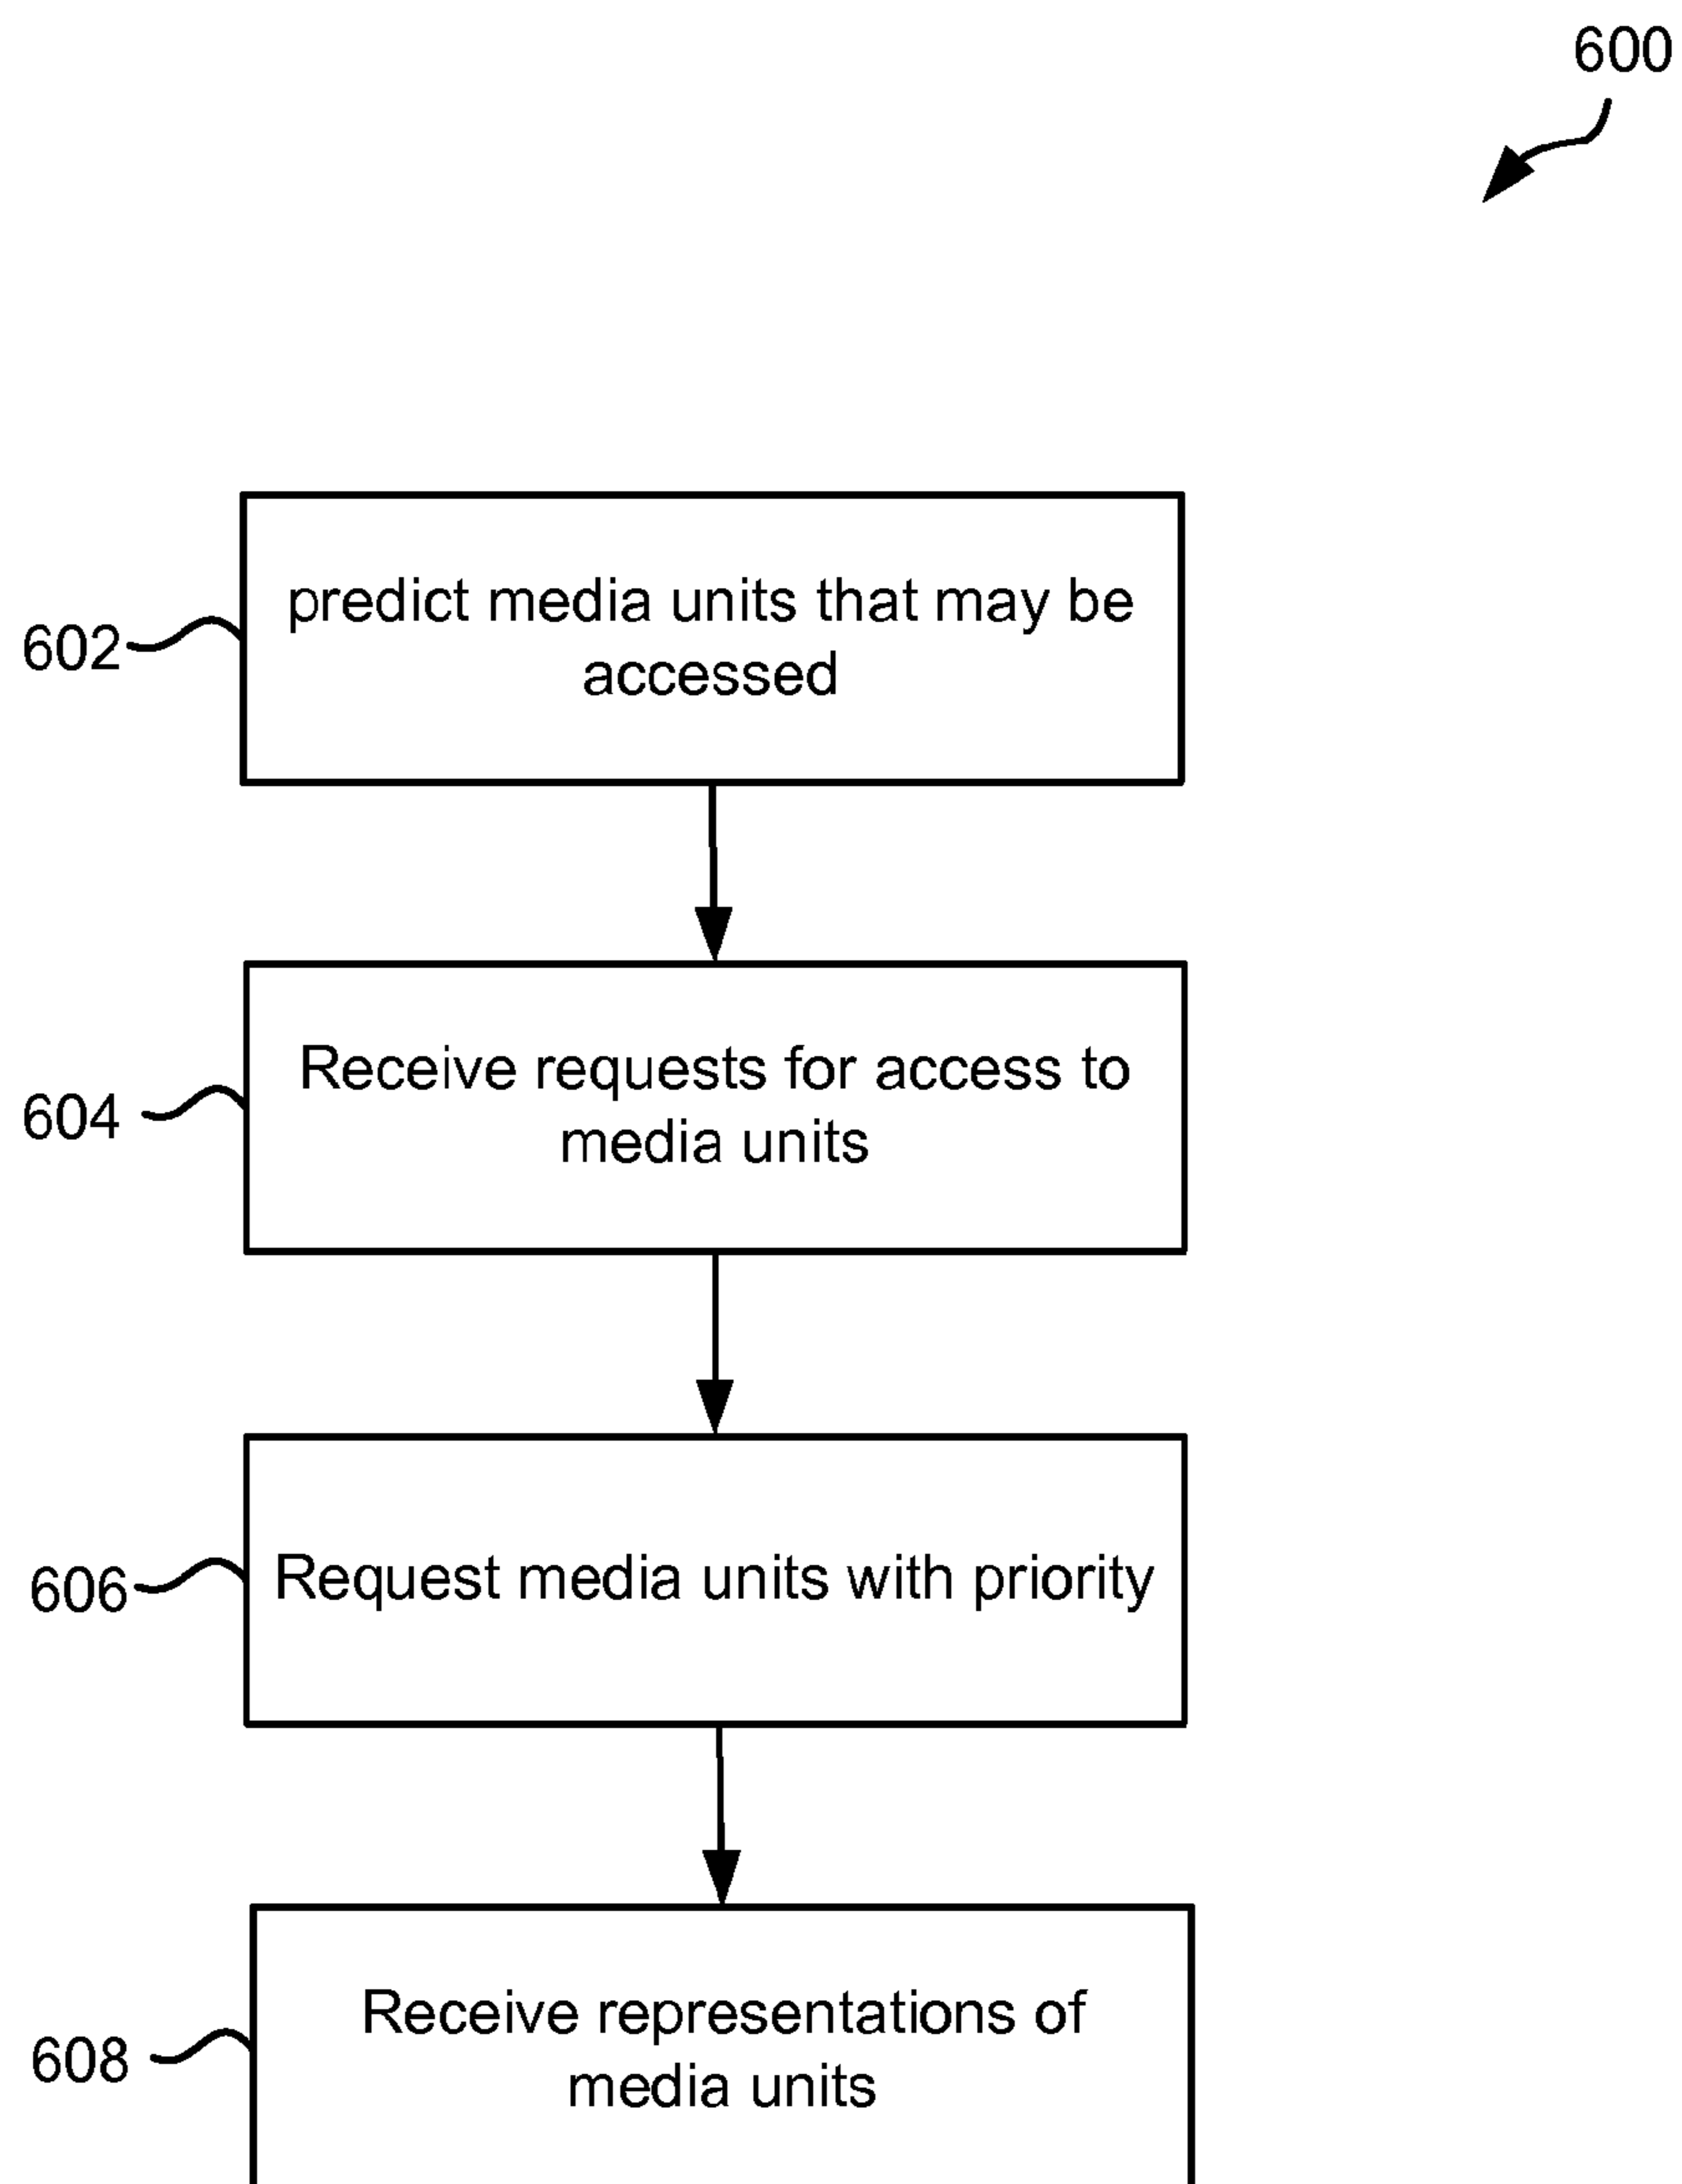 600
predict media units that may be
accessed
602
Receive requests for access to
media units
604
Request media units with priority
606
Receive representations of
media units
608